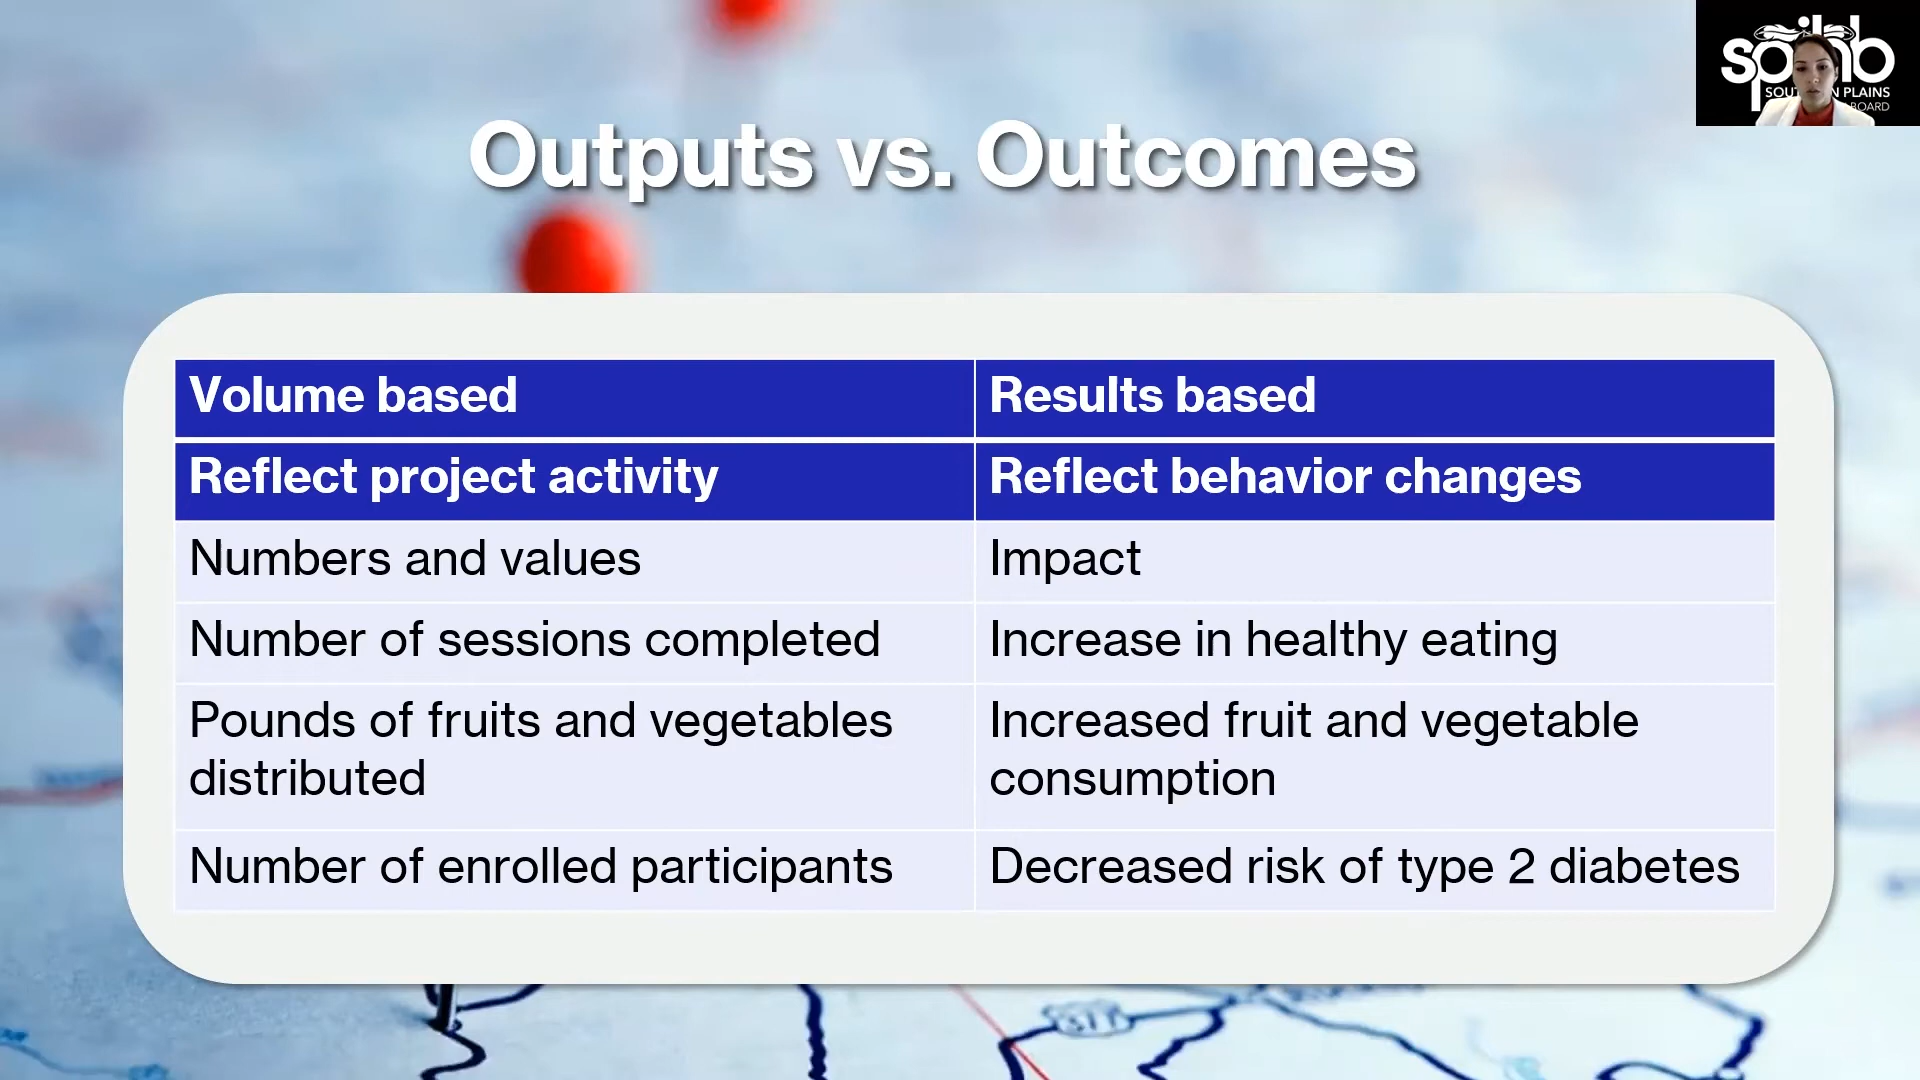 Outputs vs. Outcomes
Volume based
Results based
Reflect project activity
Reflect behavior changes
Numbers and values
Impact
Number of sessions completed
Increase in healthy eating
Pounds of fruits and vegetables
distributed
Increased fruit and vegetable
consumption
Number of enrolled participants
Decreased risk of type 2 diabetes
PLAINS
BOARD